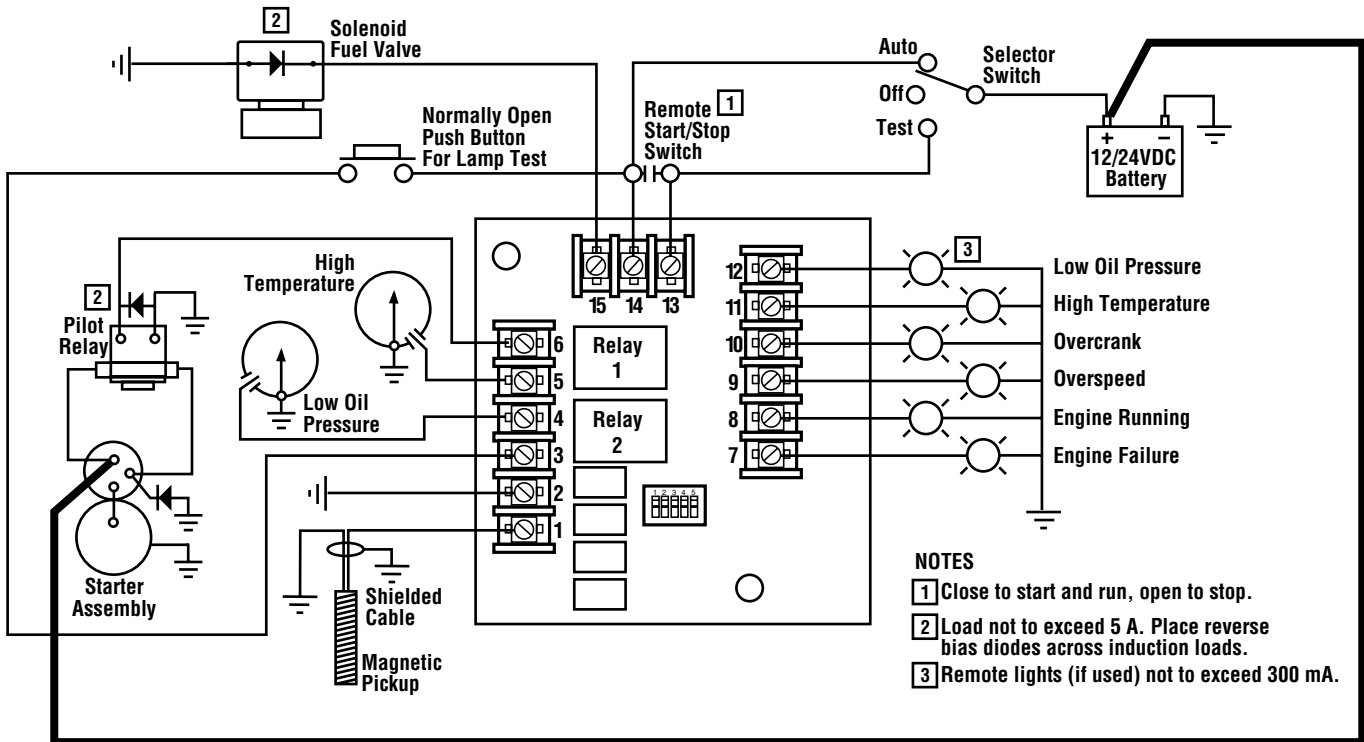 2
Solenoid
Fuel Valve
Normally Open
Push Button
For Lamp Test
Remote 1
Start/Stop
Switch
Auto
Off
Test
Selector
Switch
+ −
12/24VDC
Battery
2
Pilot
Relay
High
Temperature
Low Oil
Pressure
Starter
Assembly
Shielded
Cable
Magnetic
Pickup
15 14 13
6
5
4
3
2
1
Relay
1
Relay
2
1 2 3 4 5
12
11
10
9
8
7
3
Low Oil Pressure
High Temperature
Overcrank
Overspeed
Engine Running
Engine Failure
NOTES
1 Close to start and run, open to stop.
2 Load not to exceed 5 A. Place reverse
bias diodes across induction loads.
3 Remote lights (if used) not to exceed 300 mA.